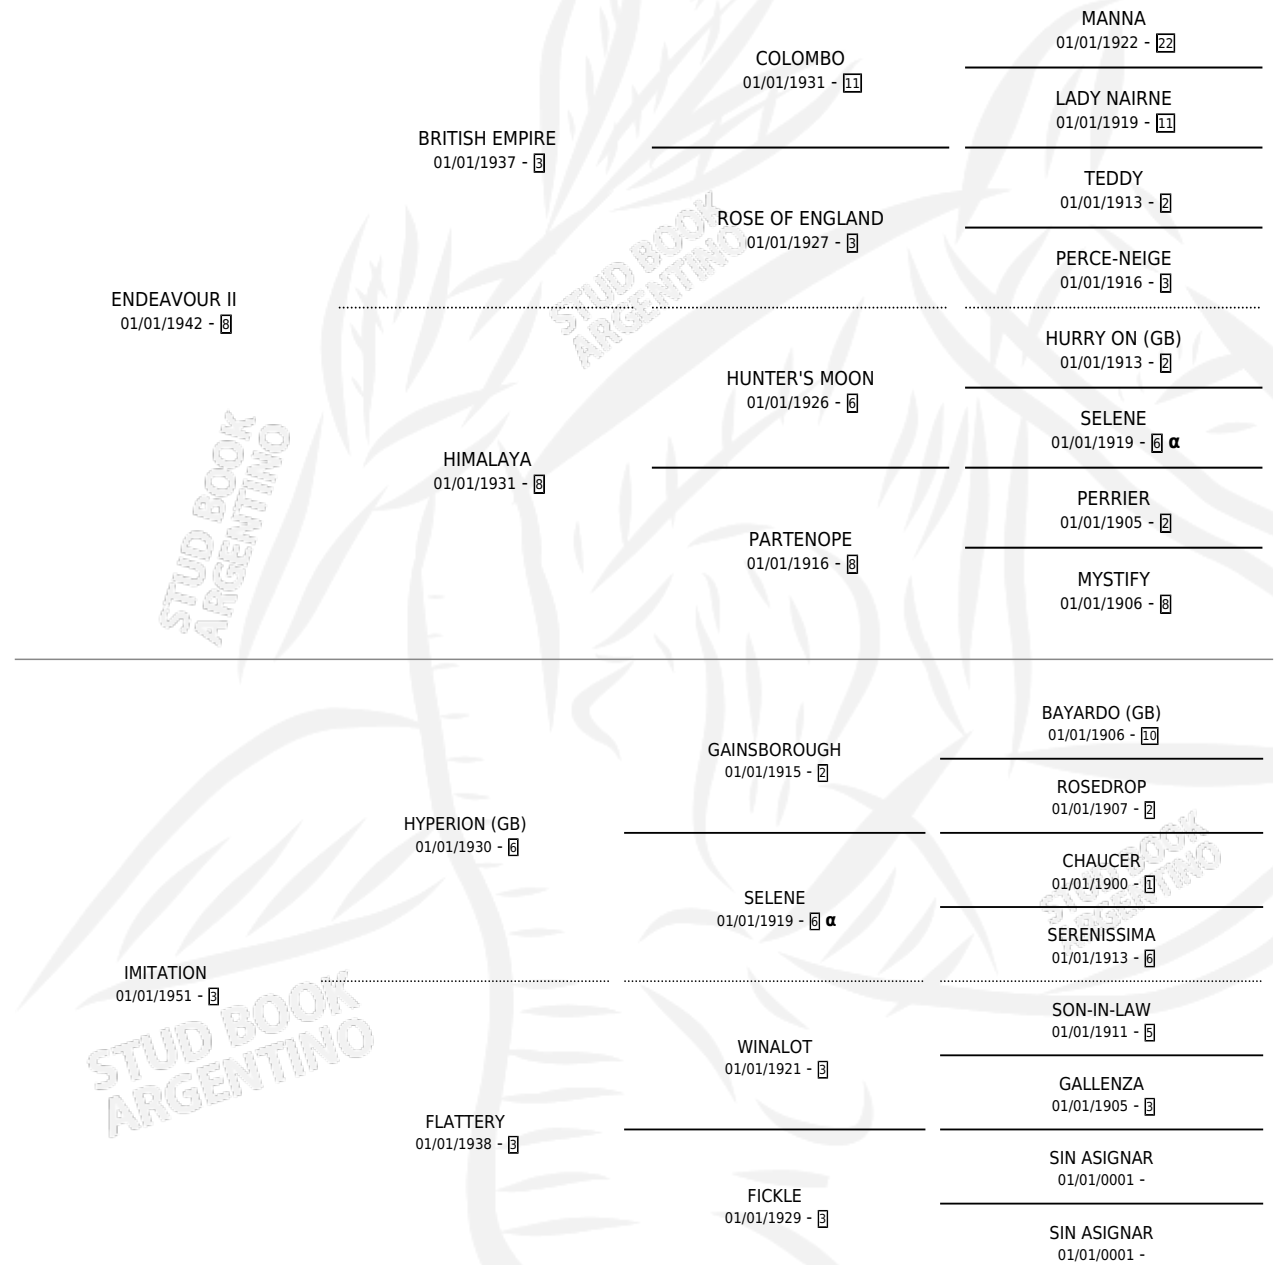 MANNA
01/01/1922 - 22
COLOMBO
01/01/1931 - 11
LADY NAIRNE
01/01/1919 - 11
BRITISH EMPIRE
01/01/1937 - 3
TEDDY
01/01/1913 - 2
ROSE OF ENGLAND
01/01/1927 - 3
PERCE-NEIGE
01/01/1916 - 3
ENDEAVOUR II
01/01/1942 - 8
HURRY ON (GB)
01/01/1913 - 2
HUNTER'S MOON
01/01/1926 - 6
SELENE
01/01/1919 - 6 α
HIMALAYA
01/01/1931 - 8
PERRIER
01/01/1905 - 2
PARTENOPE
01/01/1916 - 8
MYSTIFY
01/01/1906 - 8
BAYARDO (GB)
01/01/1906 - 10
GAINSBOROUGH
01/01/1915 - 2
ROSEDROP
01/01/1907 - 2
HYPERION (GB)
01/01/1930 - 6
CHAUCER
01/01/1900 - 1
SELENE
01/01/1919 - 6 α
SERENISSIMA
01/01/1913 - 6
IMITATION
01/01/1951 - 3
SON-IN-LAW
01/01/1911 - 5
WINALOT
01/01/1921 - 3
GALLENZA
01/01/1905 - 3
FLATTERY
01/01/1938 - 3
SIN ASIGNAR
01/01/0001 -
FICKLE
01/01/1929 - 3
SIN ASIGNAR
01/01/0001 -
STUD BOOK
ARGENTINO
STUD BOOK
ARGENTINO
STUD BOOK
ARGENTINO
STUD BOOK
ARGENTINO